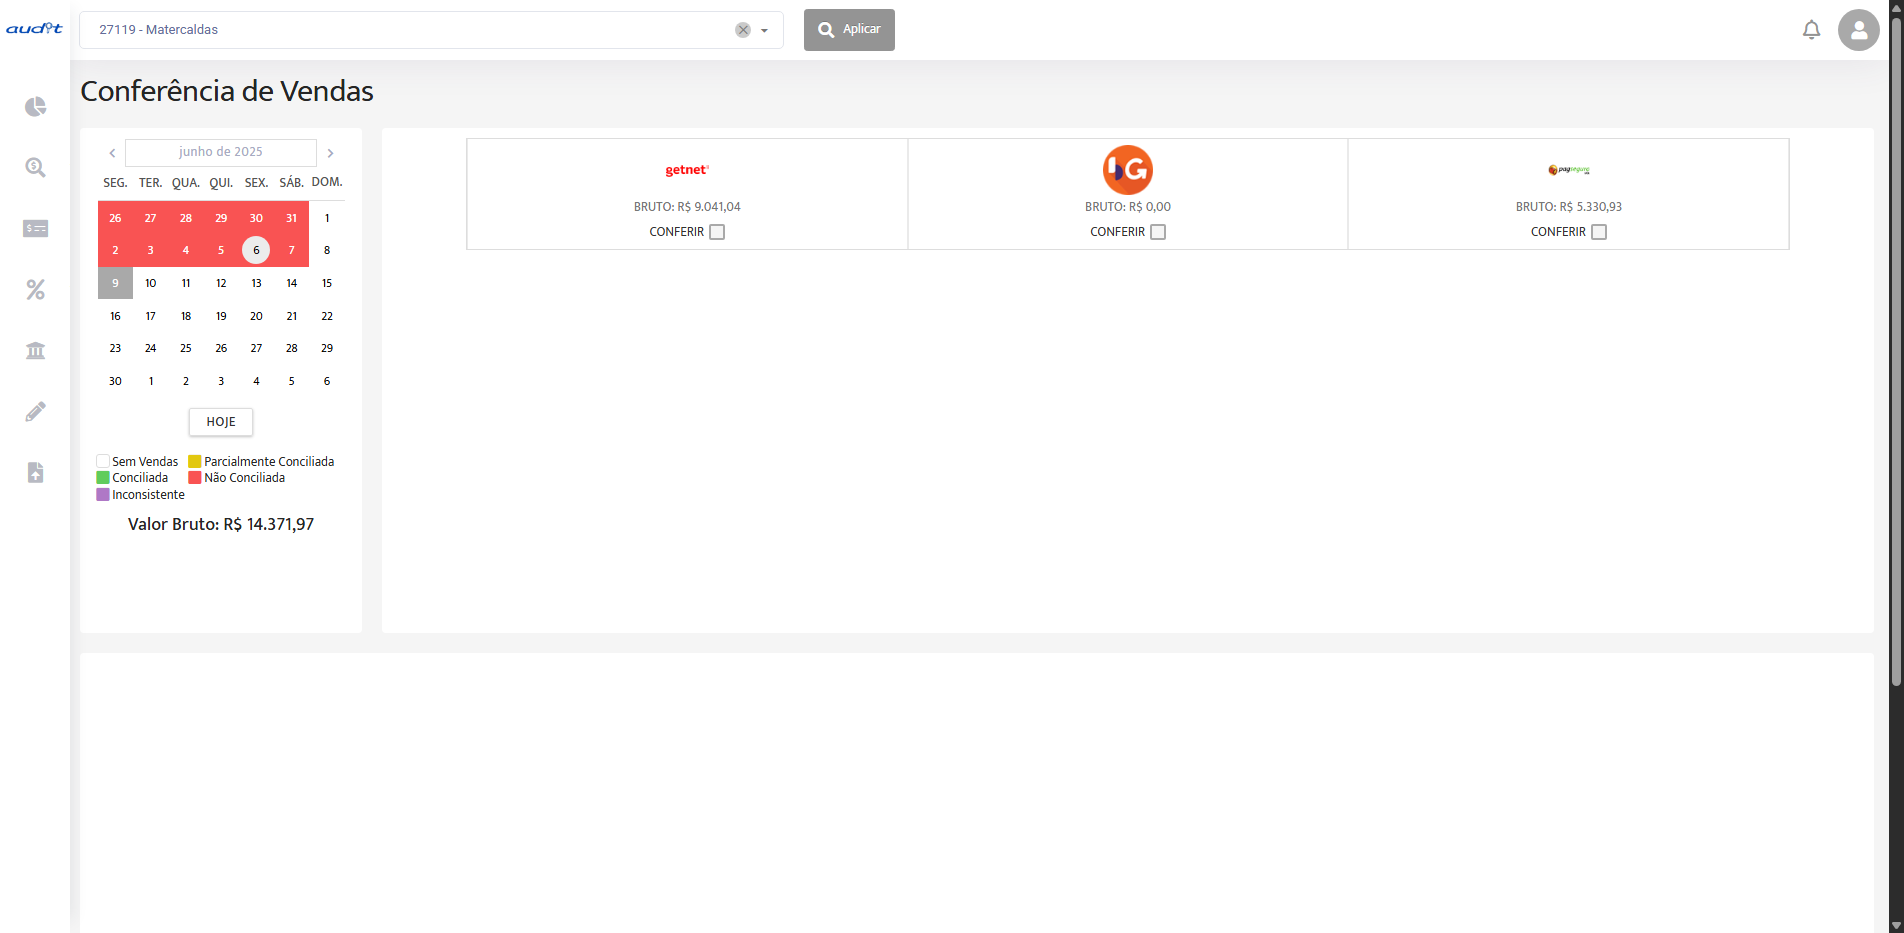 audit
27119 - Matercaldas
Aplicar
Conferência de Vendas
junho de 2025
SEG. TER. QUA. QUI. SEX. SÁB. DOM.
26 27 28 29 30 31 1
2 3 4 5 6 7 8
9 10 11 12 13 14 15
16 17 18 19 20 21 22
23 24 25 26 27 28 29
30 1 2 3 4 5 6
HOJE
Sem Vendas Parcialmente Conciliada
Conciliada Não Conciliada
Inconsistente
Valor Bruto: R$ 14.371,97
getnet
BRUTO: R$ 9.041,04
CONFERIR
bG
BRUTO: R$ 0,00
CONFERIR
pagseguro
BRUTO: R$ 5.330,93
CONFERIR